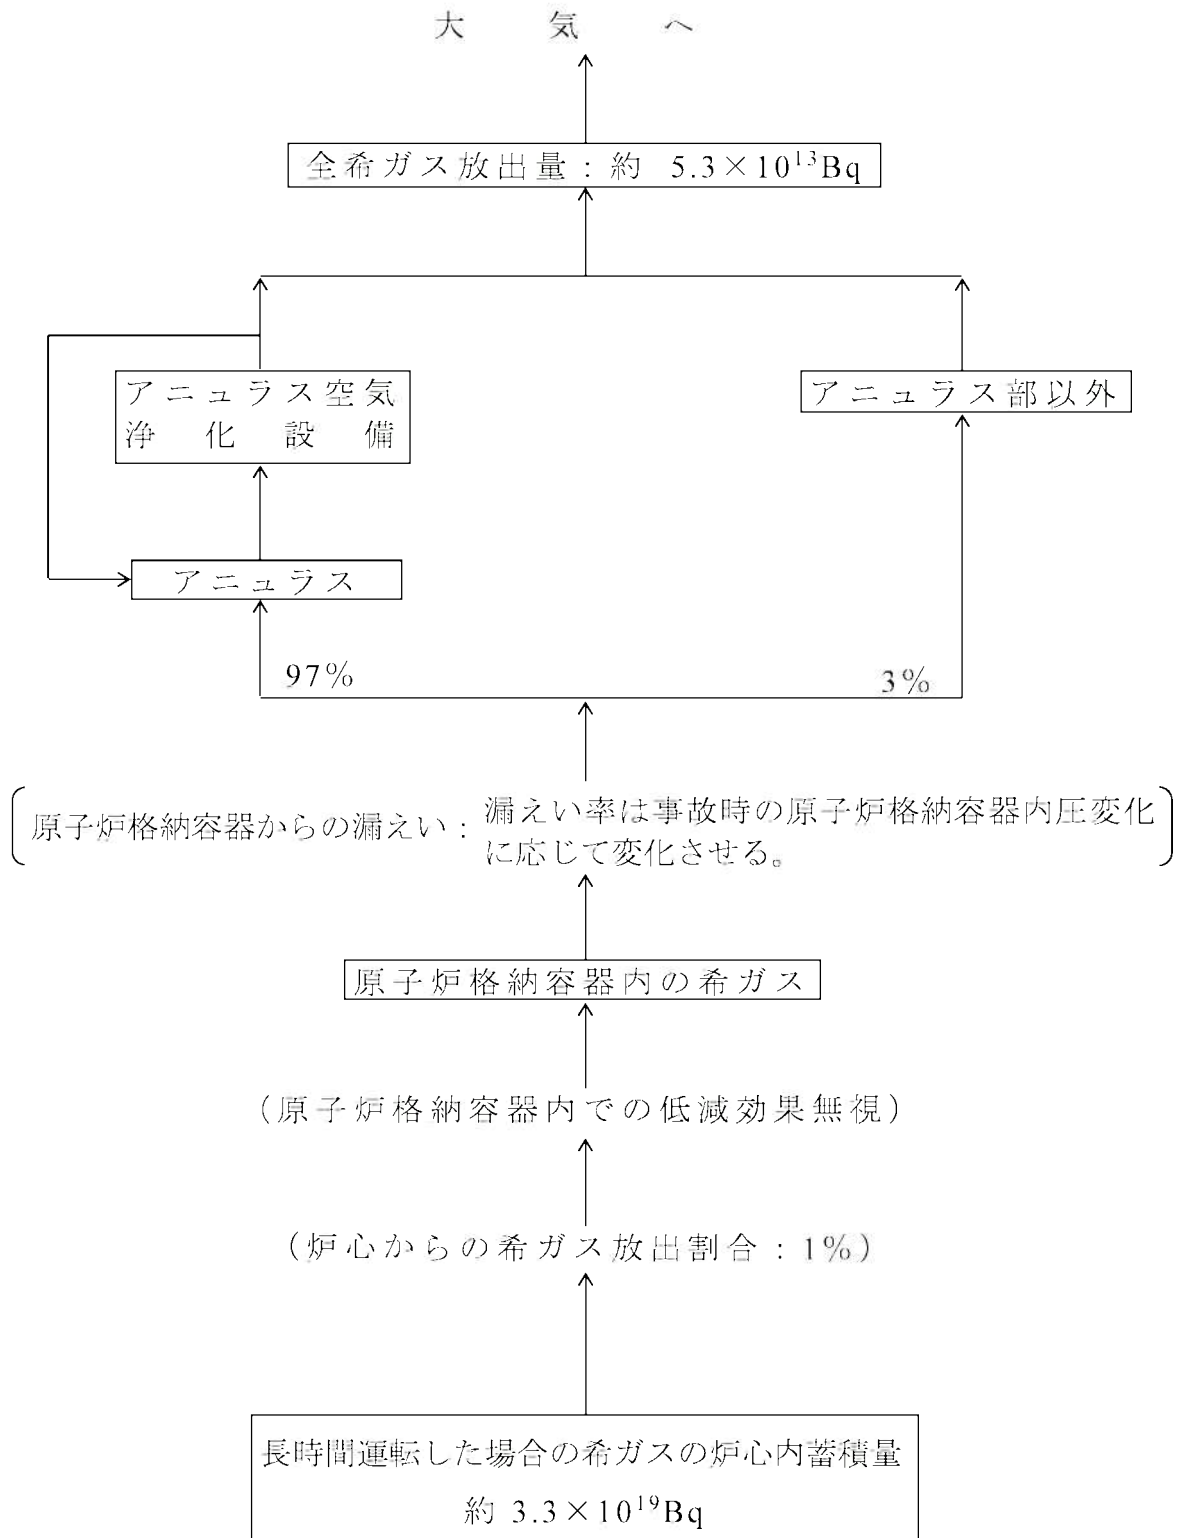 大気へ
全希ガス放出量：約 5.3×10¹³Bq
アニュラス空気
浄化設備
アニュラス部以外
アニュラス
97%
3%
原子炉格納容器からの漏えい：漏えい率は事故時の原子炉格納容器内圧変化
に応じて変化させる。
原子炉格納容器内の希ガス
（原子炉格納容器内での低減効果無視）
（炉心からの希ガス放出割合：1%）
長時間運転した場合の希ガスの炉心内蓄積量
約 3.3×10¹⁹Bq